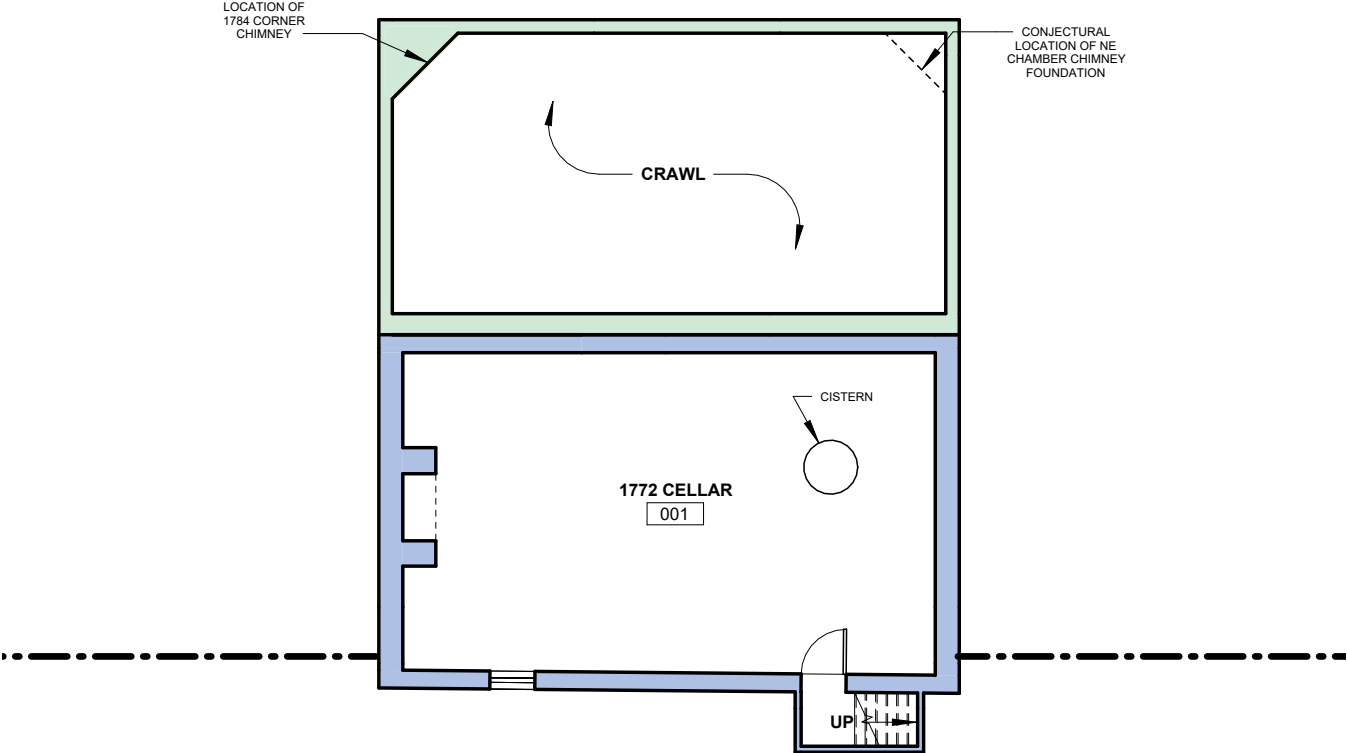 LOCATION OF
1784 CORNER
CHIMNEY
CONJECTURAL
LOCATION OF NE
CHAMBER CHIMNEY
FOUNDATION
CRAWL
CISTERN
1772 CELLAR
001
UP